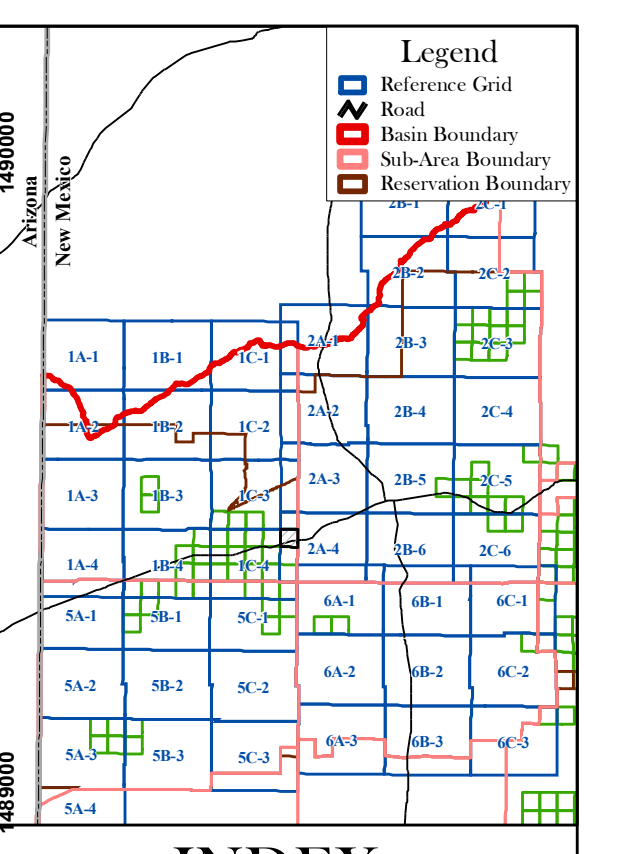 Legend
Reference Grid
Road
Basin Boundary
Sub-Area Boundary
Reservation Boundary
1490000
Arizona
New Mexico
2B-1 2C-1
2B-2 2C-2
1A-1 1B-1 1C-1 2A-1 2B-3 2C-3
1A-2 1B-2 1C-2 2A-2 2B-4 2C-4
1A-3 1B-3 1C-3 2A-3 2B-5 2C-5
1A-4 1B-4 1C-4 2A-4 2B-6 2C-6
5A-1 5B-1 5C-1 6A-1 6B-1 6C-1
5A-2 5B-2 5C-2 6A-2 6B-2 6C-2
5A-3 5B-3 5C-3 6A-3 6B-3 6C-3
5A-4
1489000
INDEX